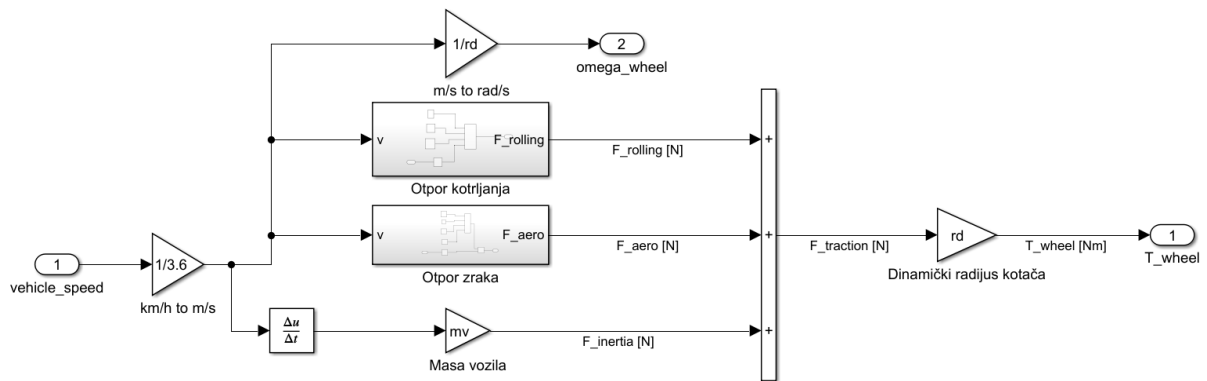 1/rd
2
omega_wheel
m/s to rad/s
v
F_rolling
F_rolling [N]
+
Otpor kotrljanja
v
F_aero
F_aero [N]
+
F_traction [N]
rd
T_wheel [Nm]
1
T_wheel
Dinamički radijus kotača
Otpor zraka
1
vehicle_speed
1/3.6
km/h to m/s
Δu
Δt
mv
F_inertia [N]
+
Masa vozila